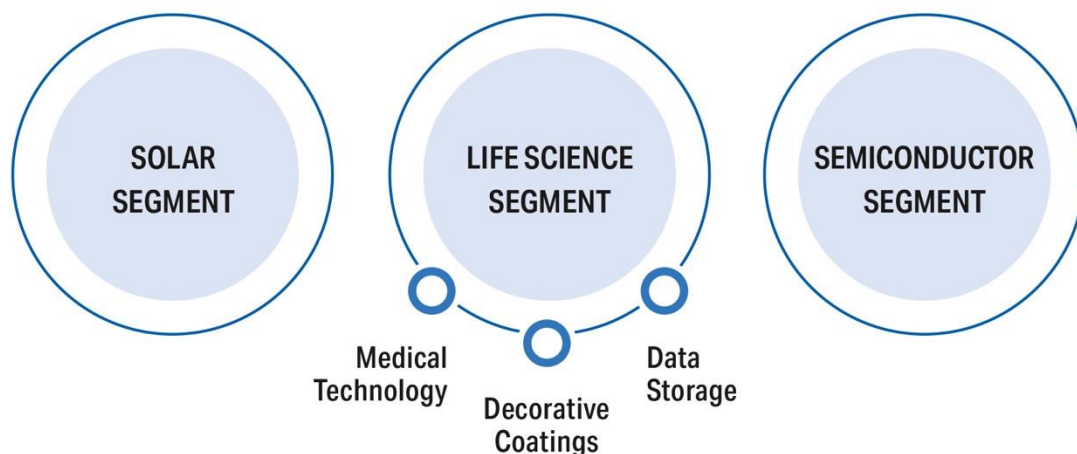 SOLAR
SEGMENT
LIFE SCIENCE
SEGMENT
SEMICONDUCTOR
SEGMENT
Medical
Technology
Decorative
Coatings
Data
Storage